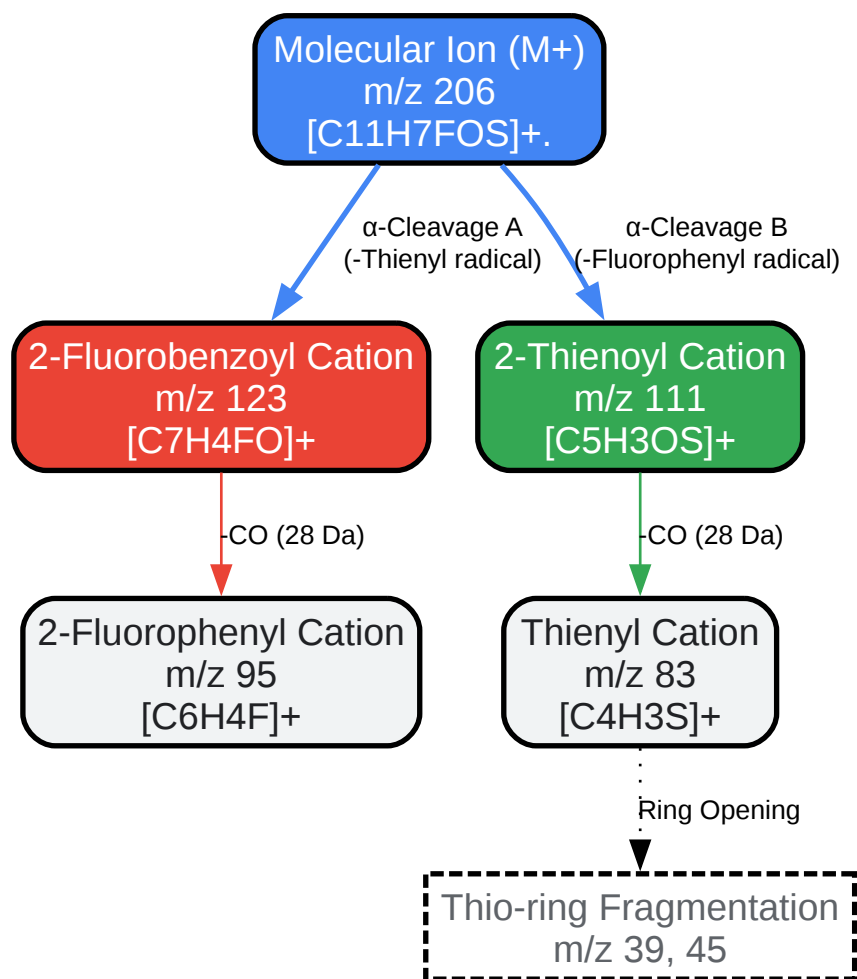 Molecular Ion (M+)
m/z 206
[C11H7FOS]+.
α-Cleavage A
(-Thienyl radical)
α-Cleavage B
(-Fluorophenyl radical)
2-Fluorobenzoyl Cation
m/z 123
[C7H4FO]+
2-Thienoyl Cation
m/z 111
[C5H3OS]+
-CO (28 Da)
-CO (28 Da)
2-Fluorophenyl Cation
m/z 95
[C6H4F]+
Thienyl Cation
m/z 83
[C4H3S]+
Ring Opening
Thio-ring Fragmentation
m/z 39, 45